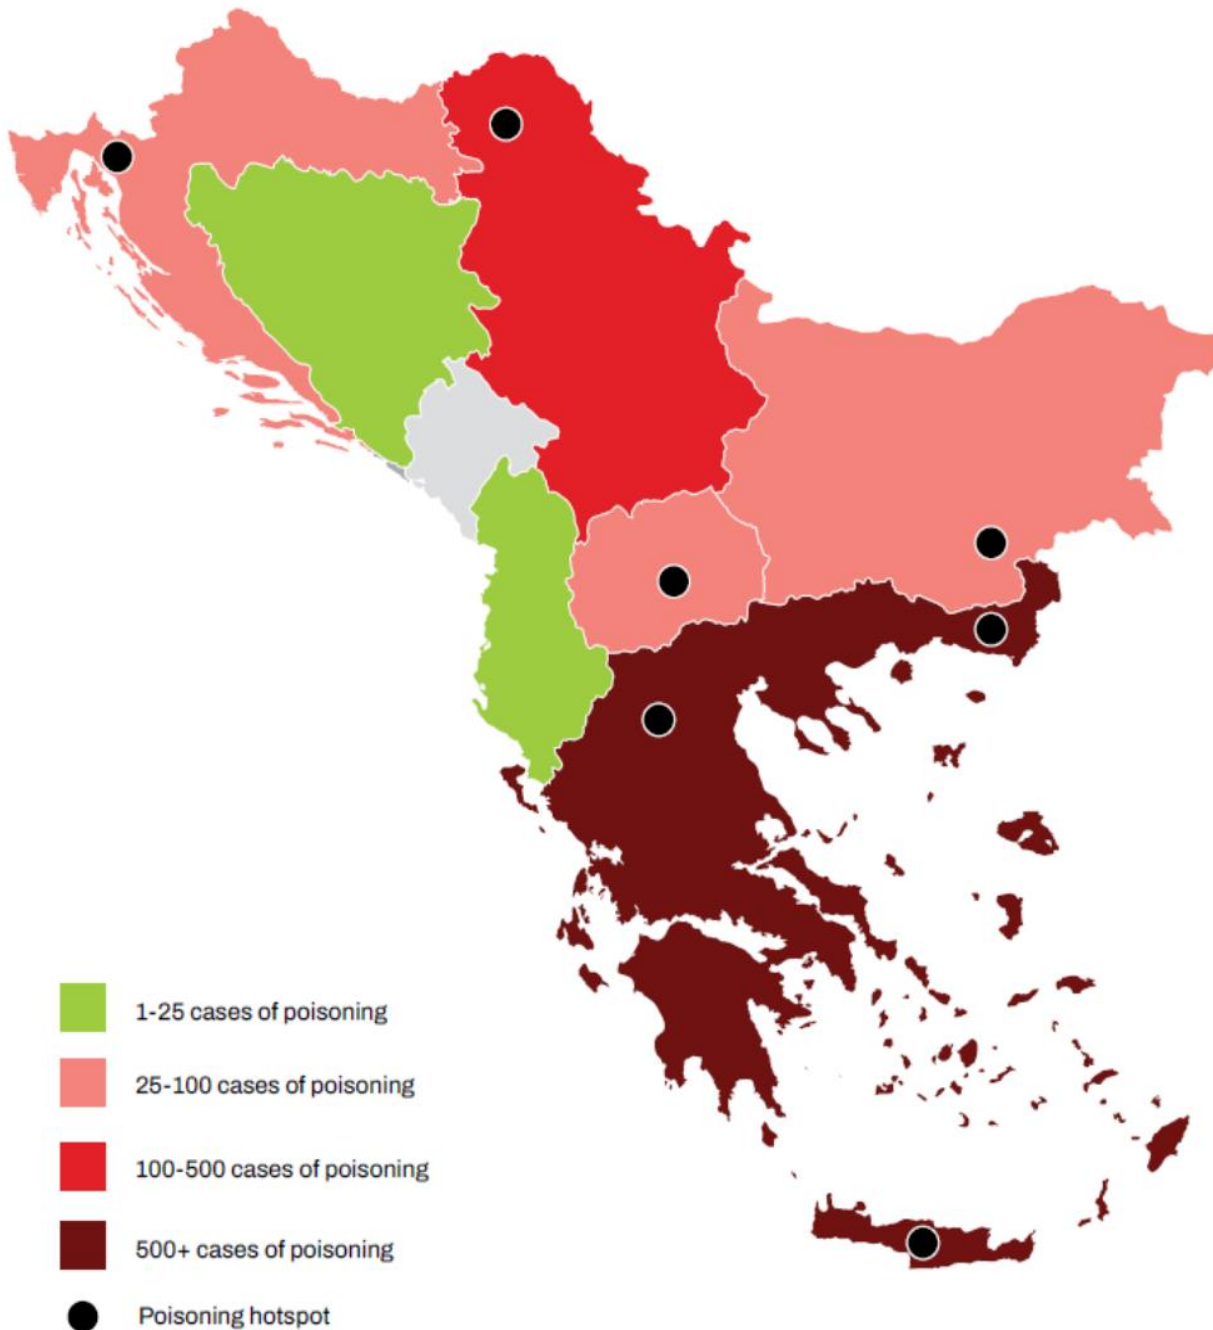 1-25 cases of poisoning
25-100 cases of poisoning
100-500 cases of poisoning
500+ cases of poisoning
Poisoning hotspot